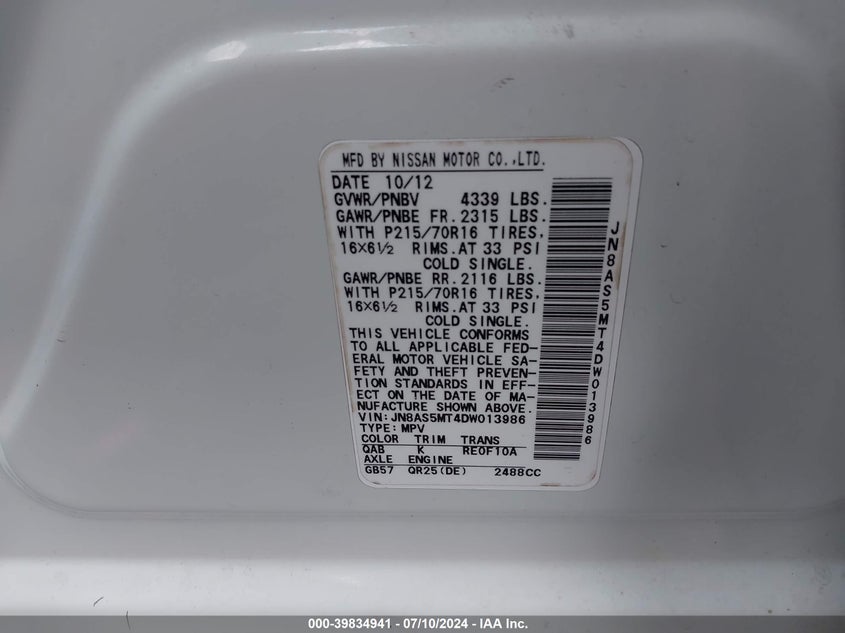 MFD BY NISSAN MOTOR CO.,LTD.
DATE 10/12
GVWR/PNBV 4339 LBS.
GAWR/PNBE FR. 2315 LBS.
WITH P215/70R16 TIRES,
16X6½ RIMS. AT 33 PSI
COLD SINGLE.
GAWR/PNBE RR. 2116 LBS.
WITH P215/70R16 TIRES,
16X6½ RIMS. AT 33 PSI
COLD SINGLE.
THIS VEHICLE CONFORMS
TO ALL APPLICABLE FED-
ERAL MOTOR VEHICLE SA-
FETY AND THEFT PREVEN-
TION STANDARDS IN EFF-
ECT ON THE DATE OF MA-
NUFACTURE SHOWN ABOVE.
VIN:JN8AS5MT4DW013986
TYPE: MPV
COLOR TRIM TRANS
QAB K RE0F10A
AXLE ENGINE
GB57 QR25(DE) 2488CC
JN8AS5MT4DW013986
000-39834941 - 07/10/2024 - © IAA, Inc.